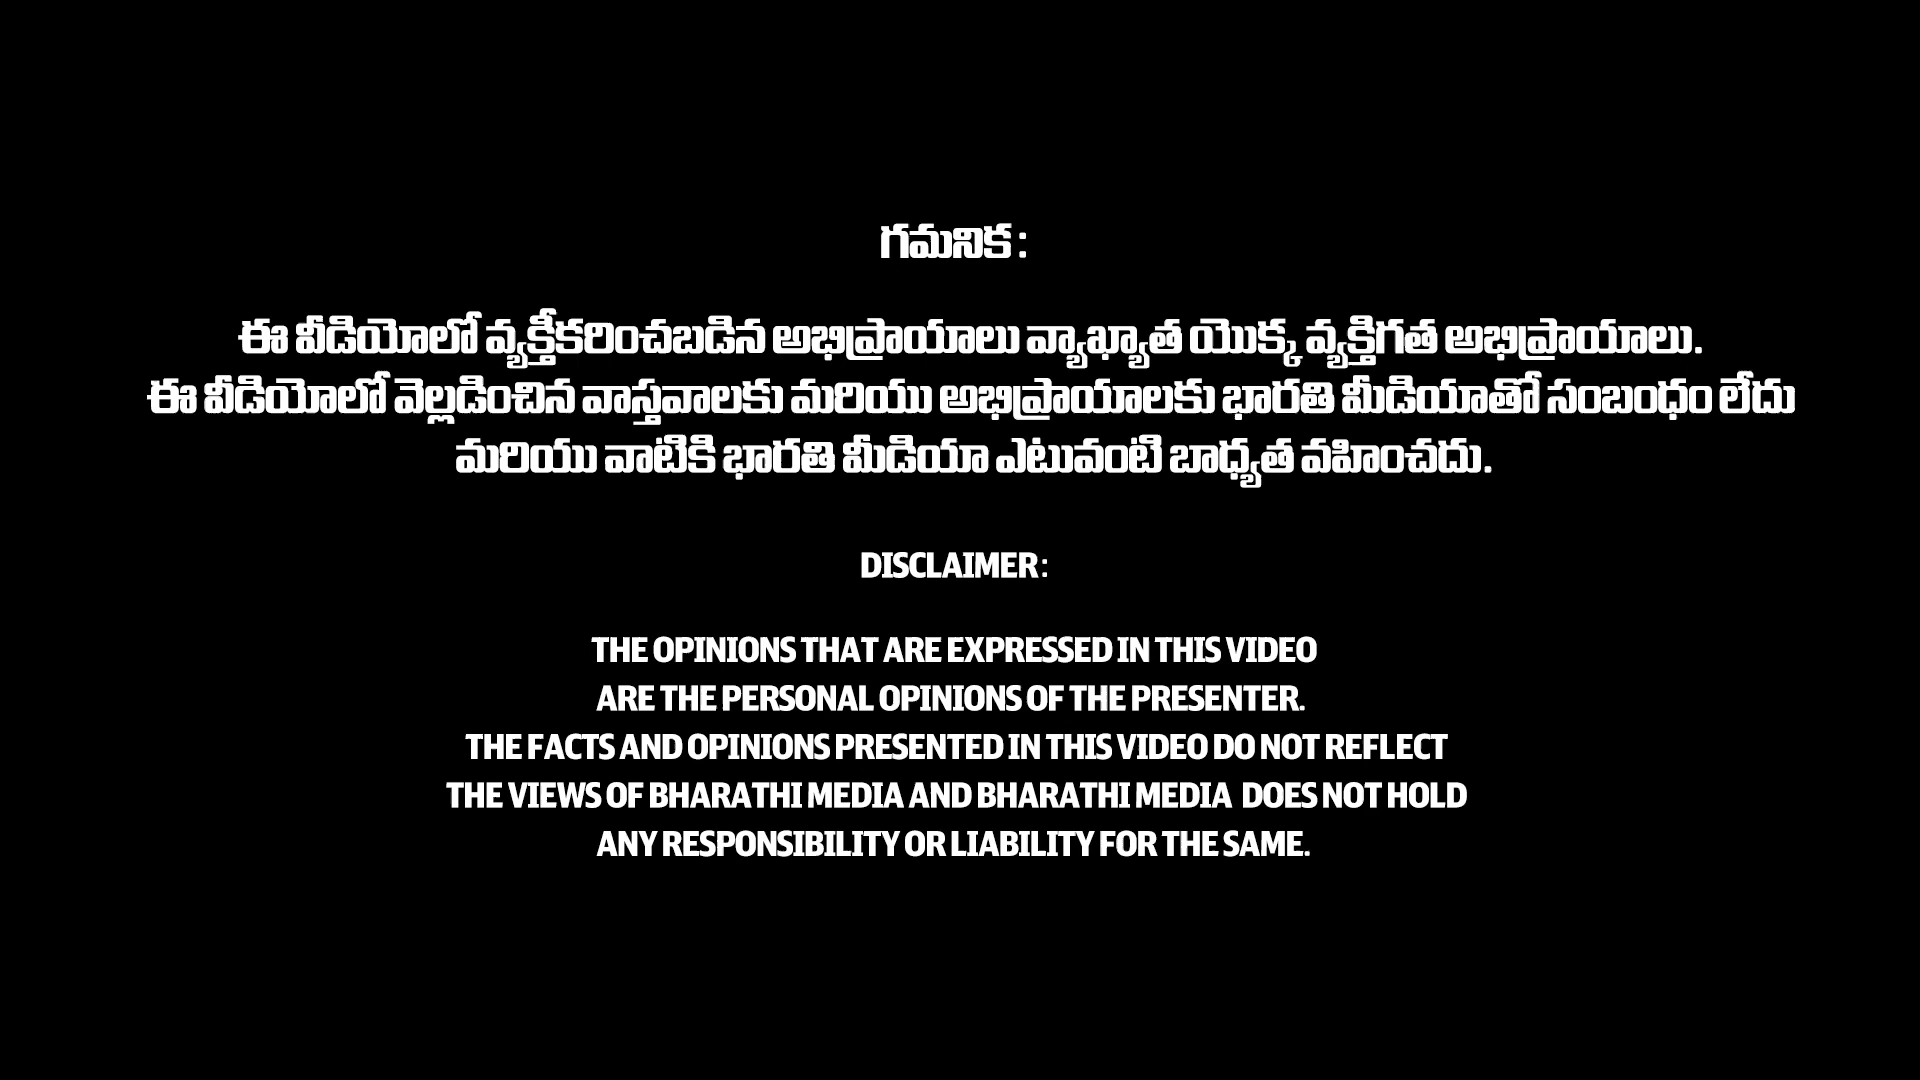 గమనిక:
ఈ వీడియోలో వ్యక్తీకరించబడిన అభిప్రాయాలు వ్యాఖ్యాత యొక్క వ్యక్తిగత అభిప్రాయాలు.
ఈ వీడియోలో వెల్లడించిన వాస్తవాలకు మరియు అభిప్రాయాలకు భారతి మీడియాతో సంబంధం లేదు
మరియు వాటికి భారతి మీడియా ఎటువంటి బాధ్యత వహించదు.
DISCLAIMER:
THE OPINIONS THAT ARE EXPRESSED IN THIS VIDEO
ARE THE PERSONAL OPINIONS OF THE PRESENTER.
THE FACTS AND OPINIONS PRESENTED IN THIS VIDEO DO NOT REFLECT
THE VIEWS OF BHARATHI MEDIA AND BHARATHI MEDIA DOES NOT HOLD
ANY RESPONSIBILITY OR LIABILITY FOR THE SAME.